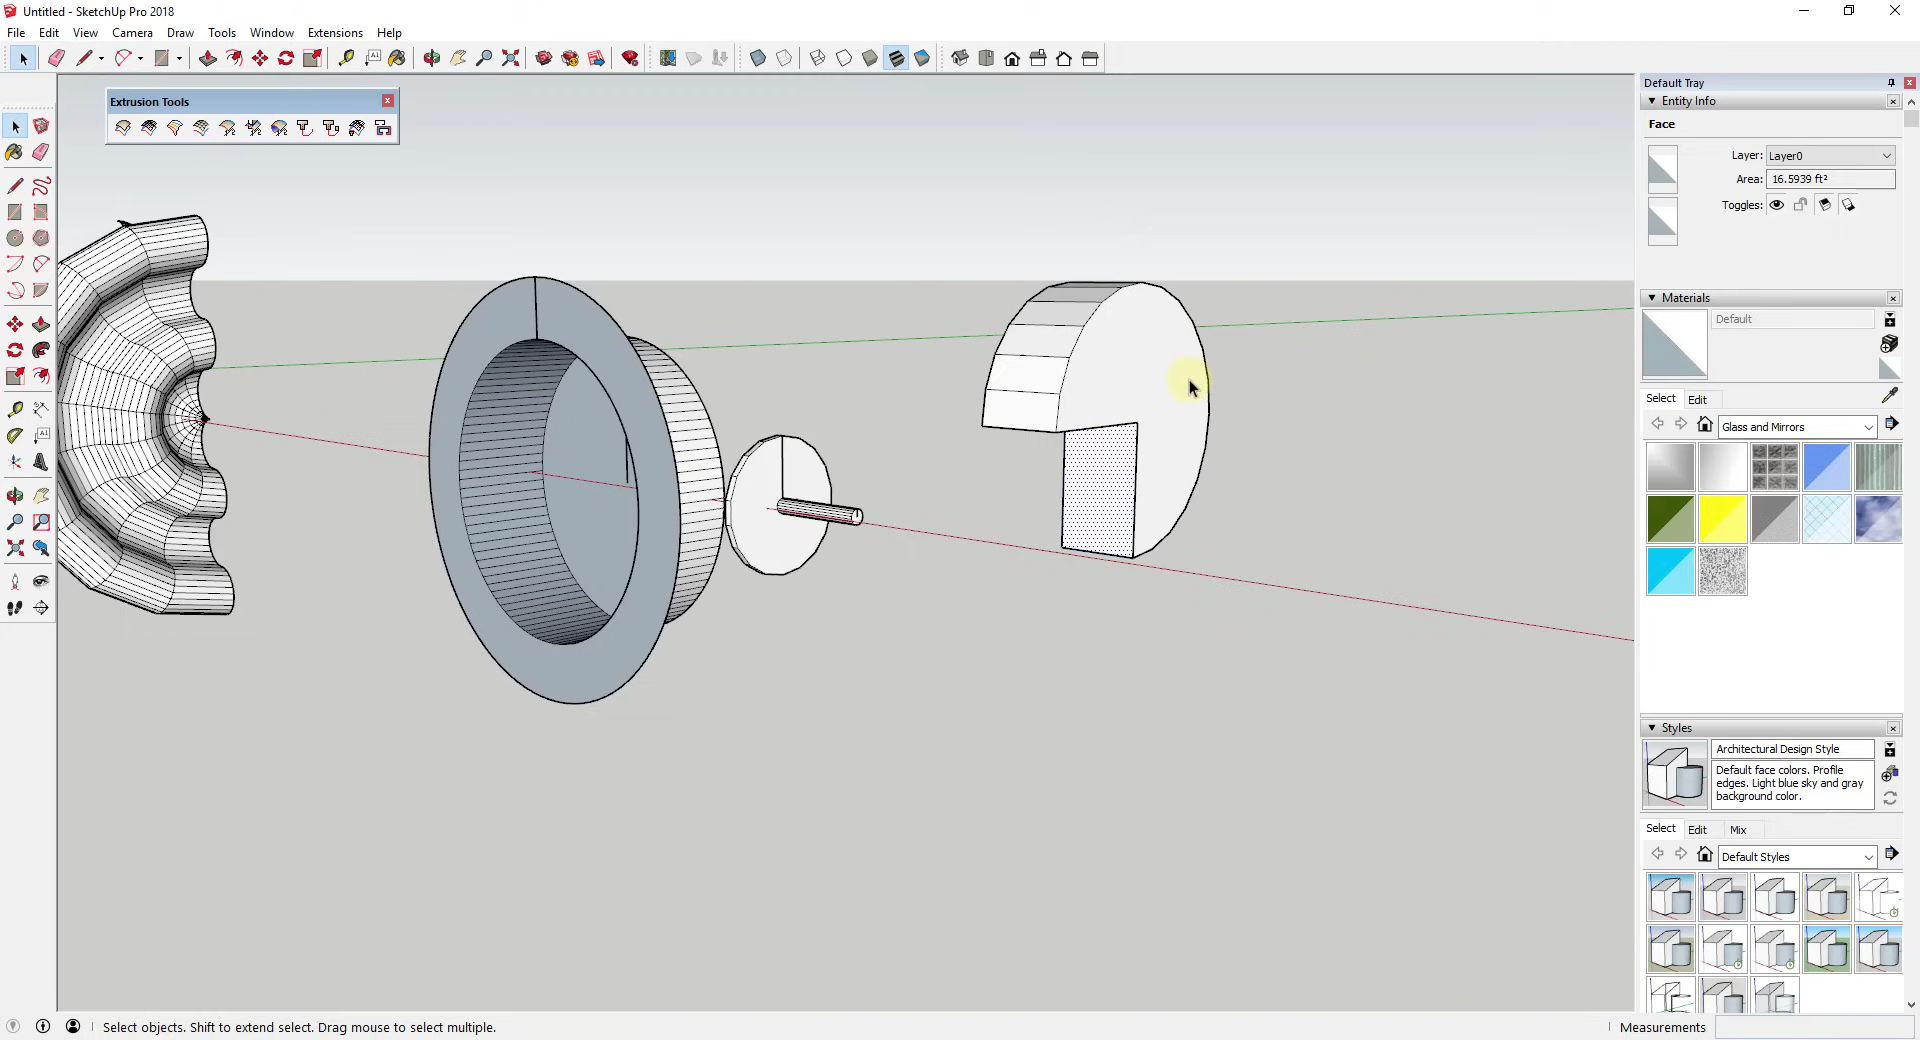 Untitled - SketchUp Pro 2018
File Edit View Camera Draw Tools Window Extensions Help
Extrusion Tools
Default Tray
Entity Info
Face
Layer: Layer0
Area: 16.5939 ft²
Toggles:
Materials
Default
Select Edit
Glass and Mirrors
Styles
Architectural Design Style
Default face colors. Profile
edges. Light blue sky and gray
background color.
Select Edit Mix
Default Styles
Select objects. Shift to extend select. Drag mouse to select multiple.
Measurements